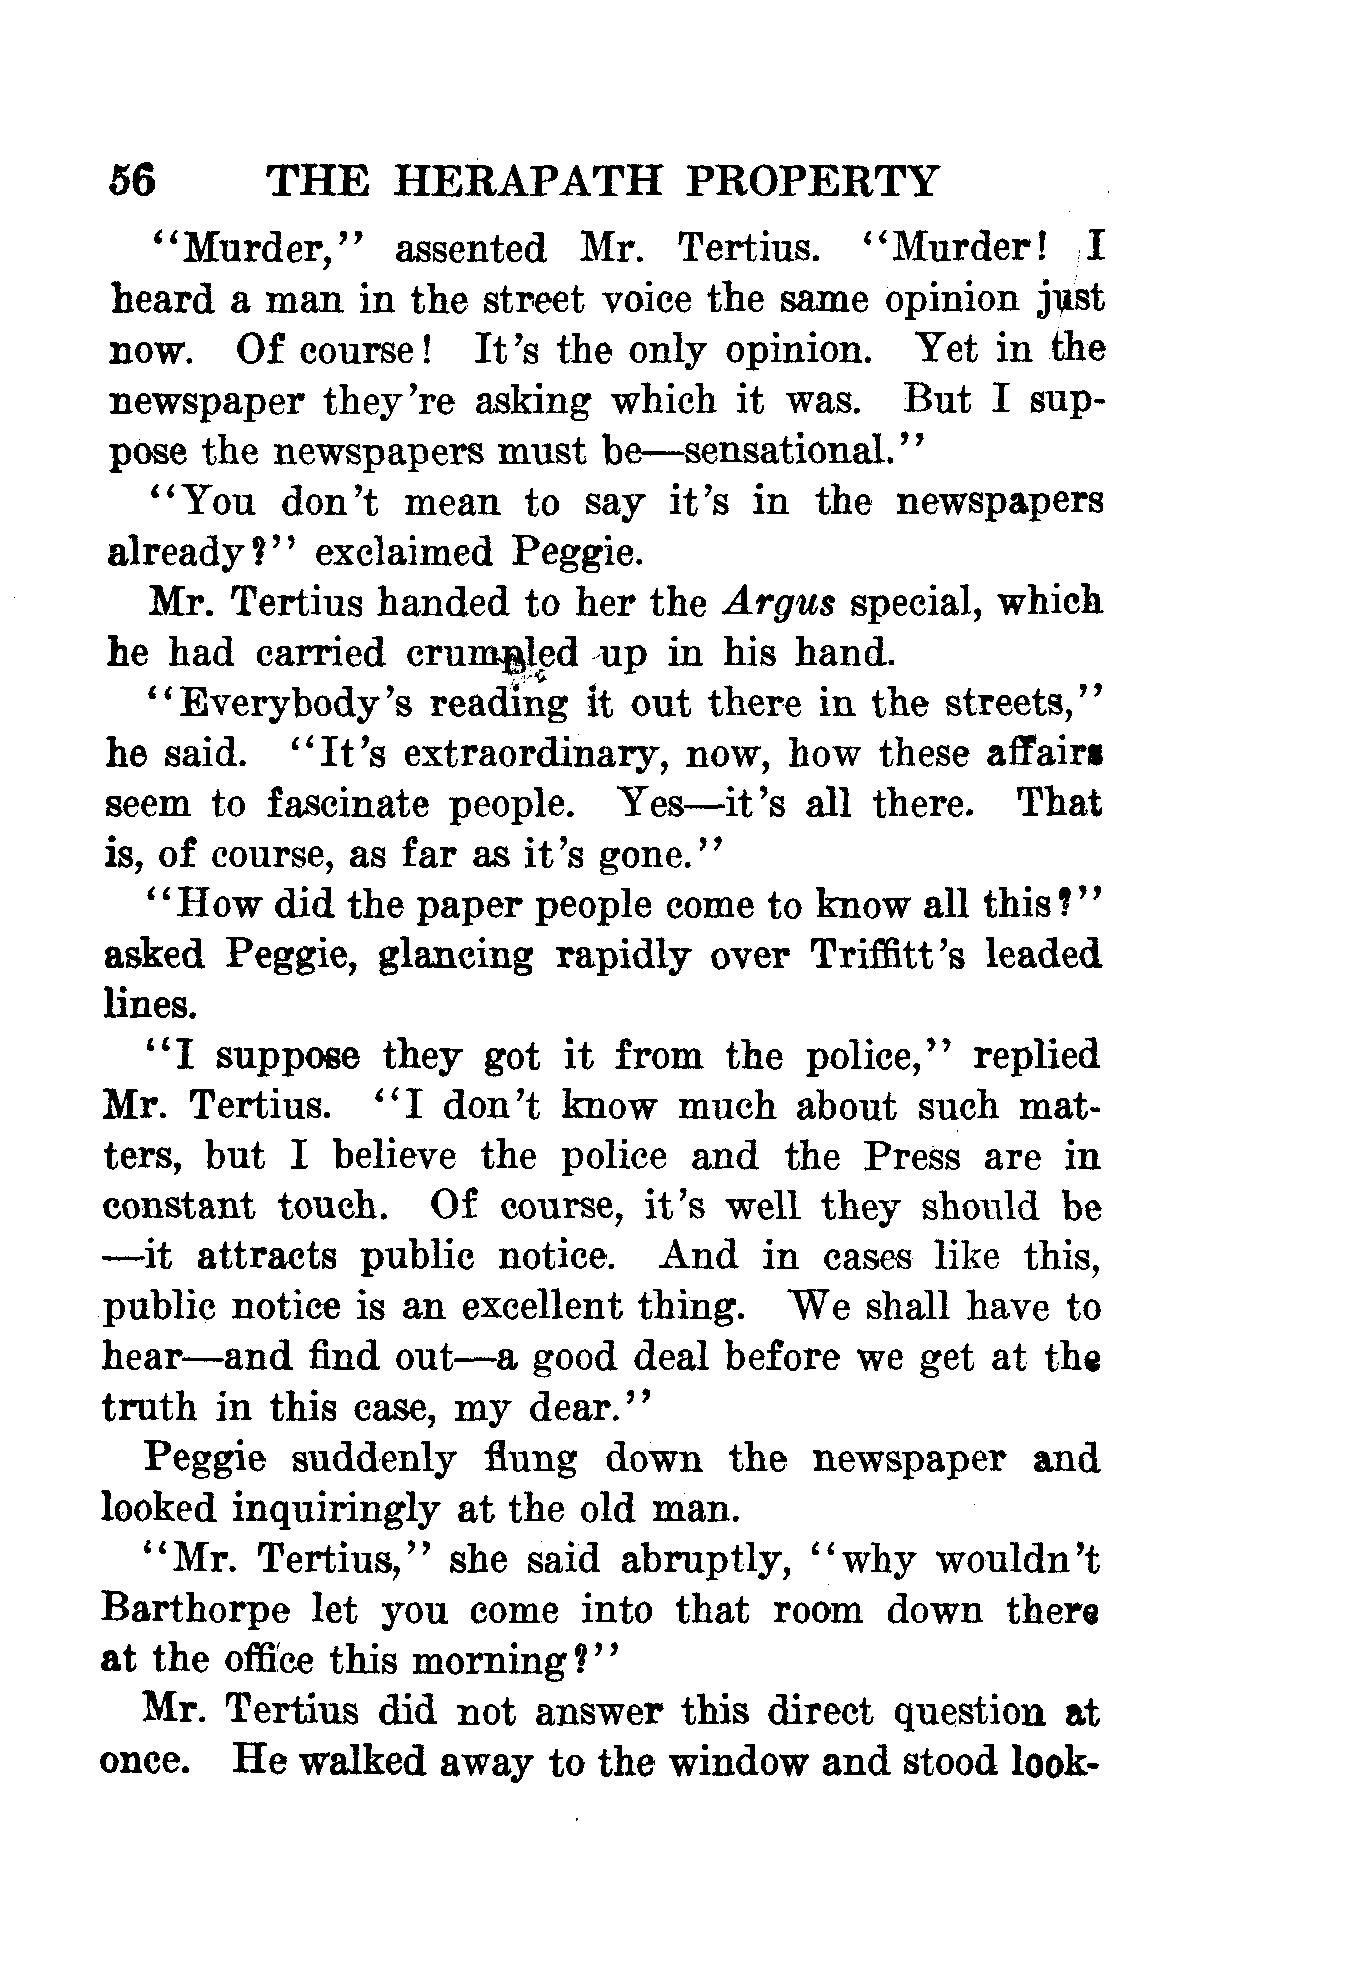 56 THE HERAPATH PROPERTY
"Murder," assented Mr. Tertius. "Murder! I
heard a man in the street voice the same opinion just
now. Of course! It's the only opinion. Yet in the
newspaper they're asking which it was. But I sup-
pose the newspapers must be—sensational."
"You don't mean to say it's in the newspapers
already?" exclaimed Peggie.
Mr. Tertius handed to her the Argus special, which
he had carried crumpled up in his hand.
"Everybody's reading it out there in the streets,"
he said. "It's extraordinary, now, how these affairs
seem to fascinate people. Yes—it's all there. That
is, of course, as far as it's gone."
"How did the paper people come to know all this?"
asked Peggie, glancing rapidly over Triffitt's leaded
lines.
"I suppose they got it from the police," replied
Mr. Tertius. "I don't know much about such mat-
ters, but I believe the police and the Press are in
constant touch. Of course, it's well they should be
—it attracts public notice. And in cases like this,
public notice is an excellent thing. We shall have to
hear—and find out—a good deal before we get at the
truth in this case, my dear."
Peggie suddenly flung down the newspaper and
looked inquiringly at the old man.
"Mr. Tertius," she said abruptly, "why wouldn't
Barthorpe let you come into that room down there
at the office this morning?"
Mr. Tertius did not answer this direct question at
once. He walked away to the window and stood look-